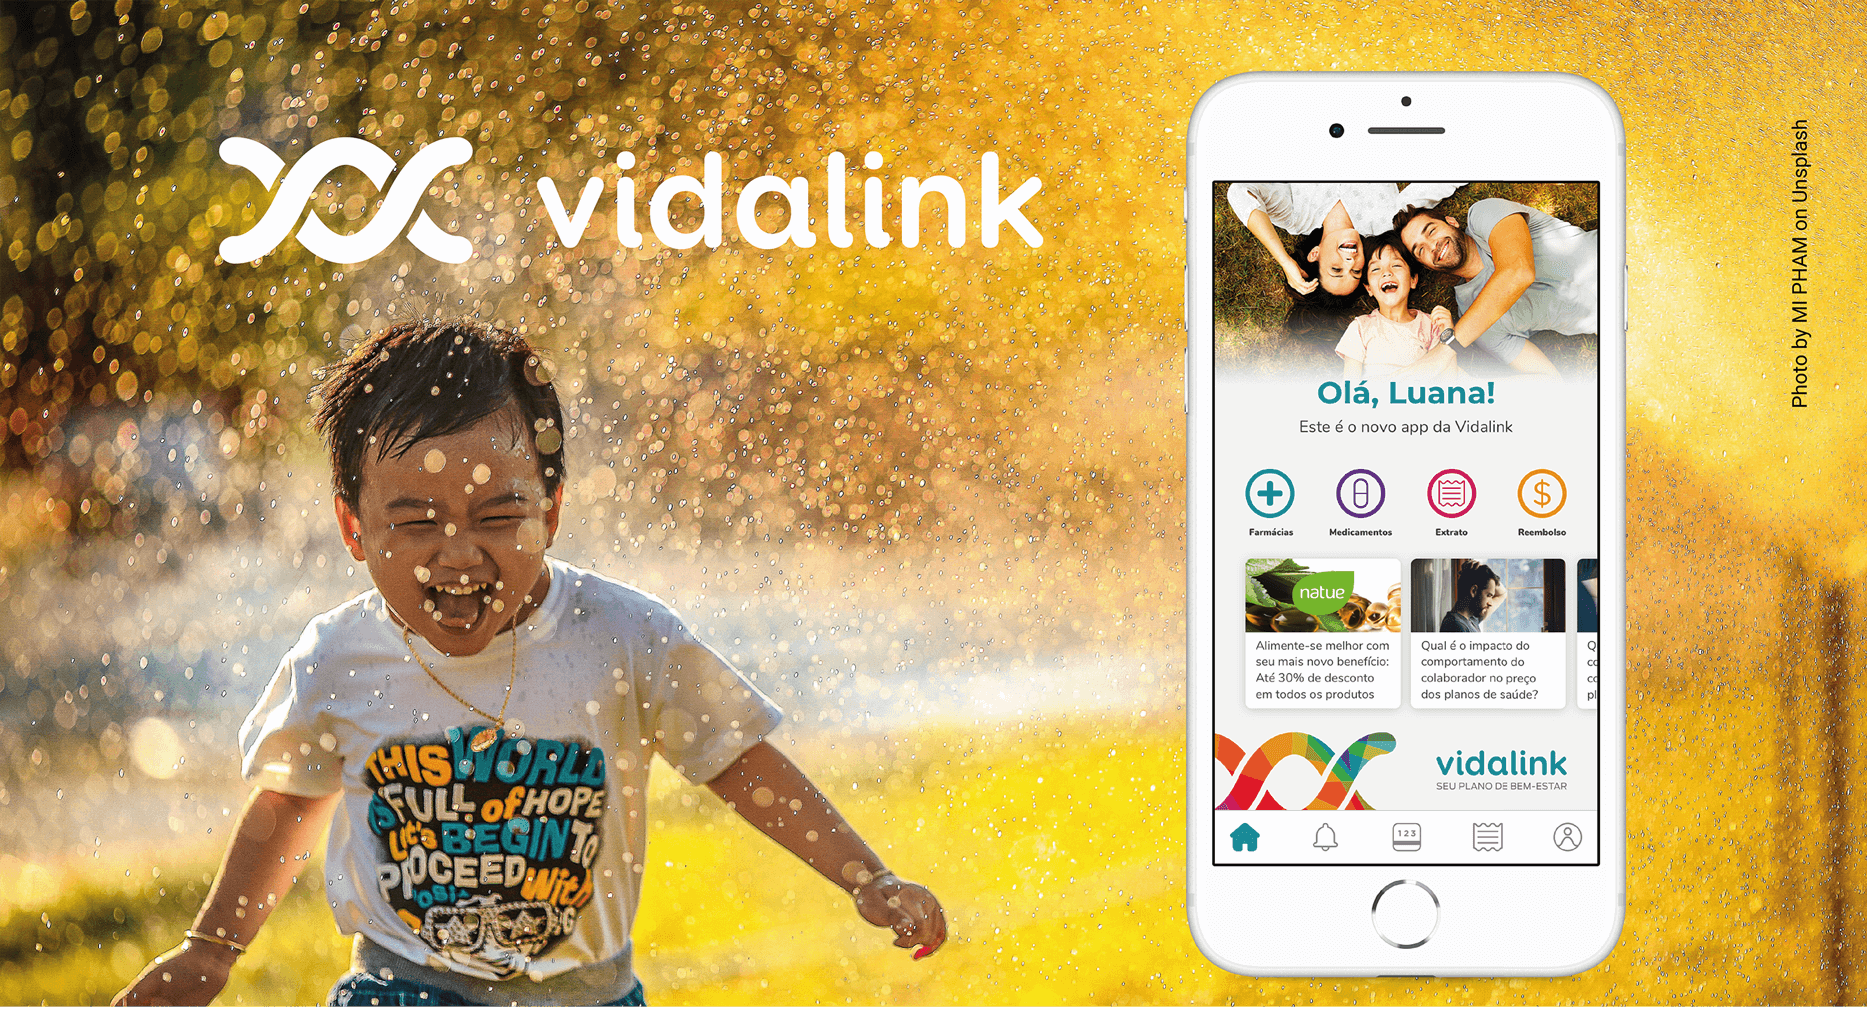 vidalink
THIS WORLD
IS FULL of HOPE
Let's BEGIN TO
PROCEED With
Photo by MI PHAM on Unsplash
Olá, Luana!
Este é o novo app da Vidalink
Farmácias Medicamentos Extrato Reembolso
natue
Alimente-se melhor com
seu mais novo benefício:
Até 30% de desconto
em todos os produtos
Qual é o impacto do
comportamento do
colaborador no preço
dos planos de saúde?
vidalink
SEU PLANO DE BEM-ESTAR
123